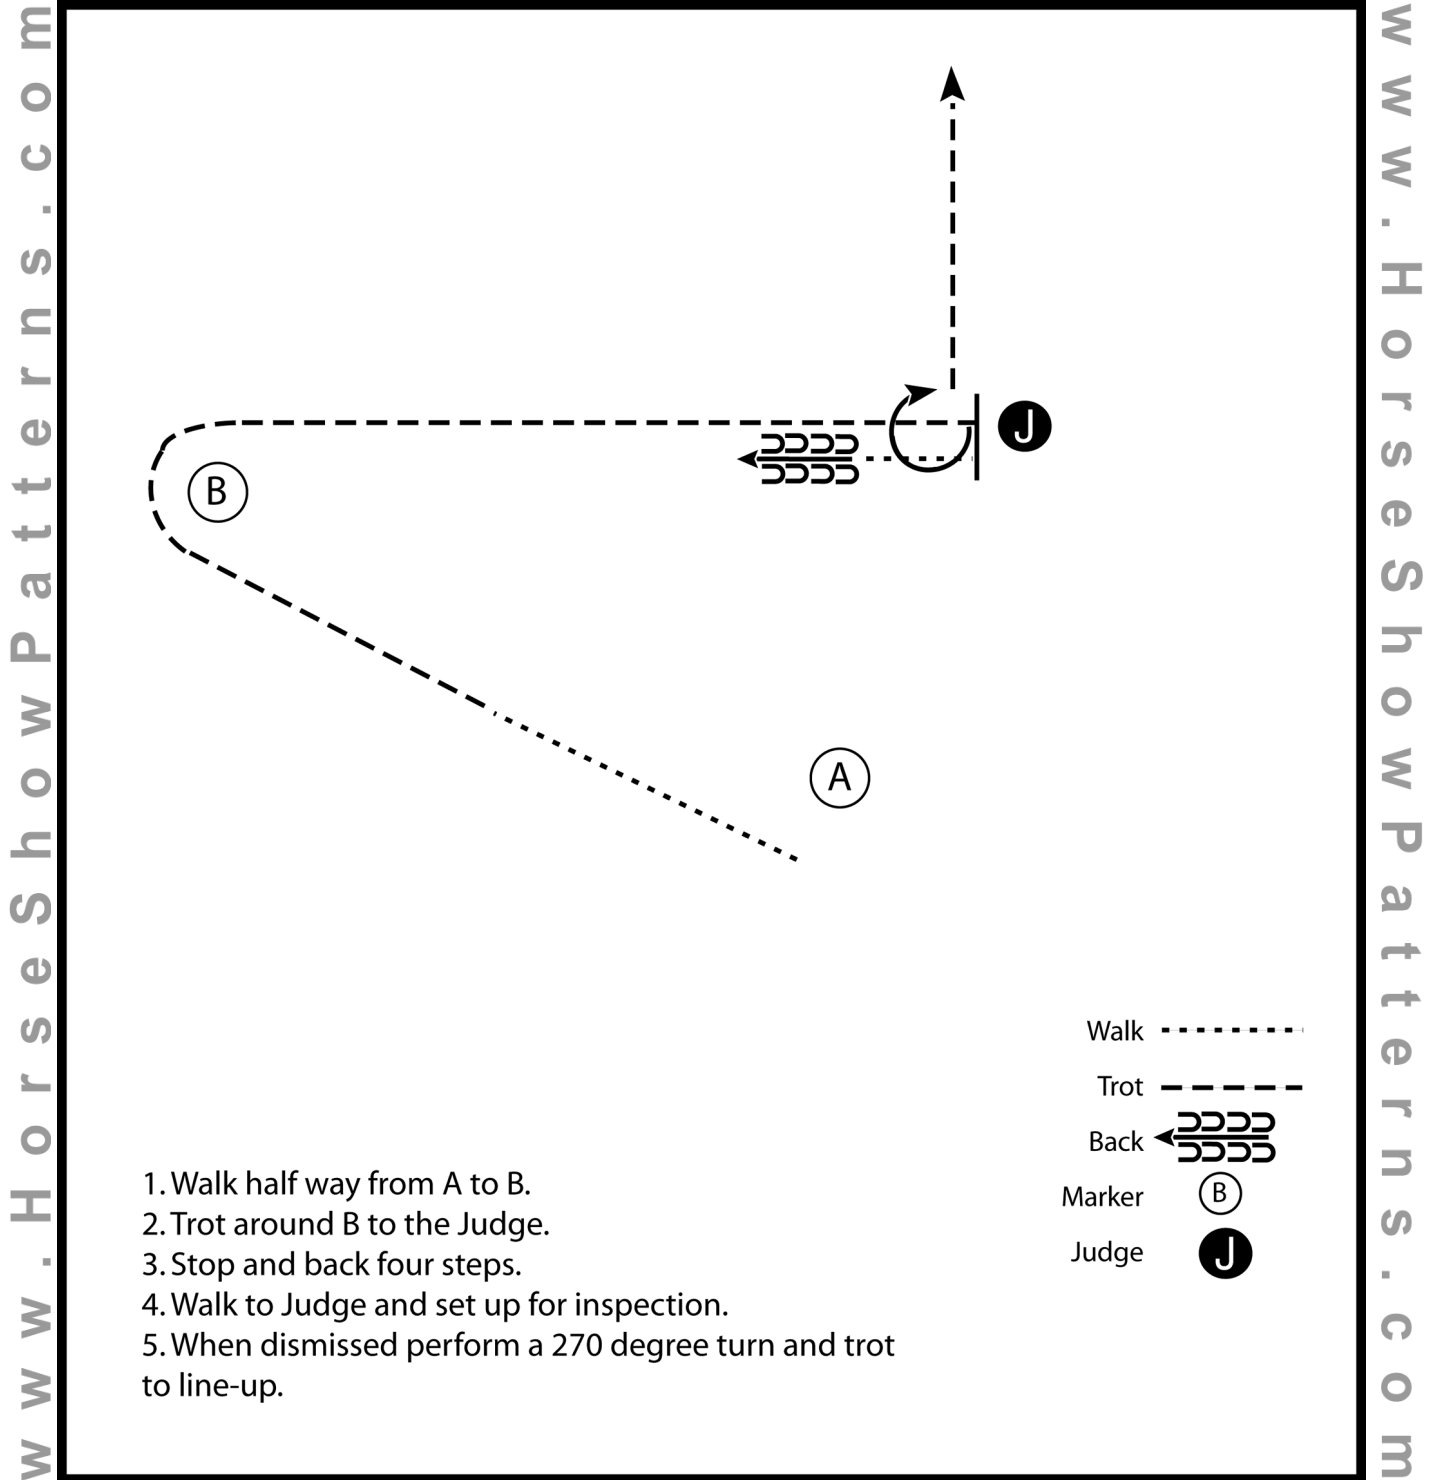 www.HorseShowPatterns.com
www.HorseShowPatterns.com
J
B
A
Walk
Trot
Back
Marker B
Judge J
1. Walk half way from A to B.
2. Trot around B to the Judge.
3. Stop and back four steps.
4. Walk to Judge and set up for inspection.
5. When dismissed perform a 270 degree turn and trot
to line-up.